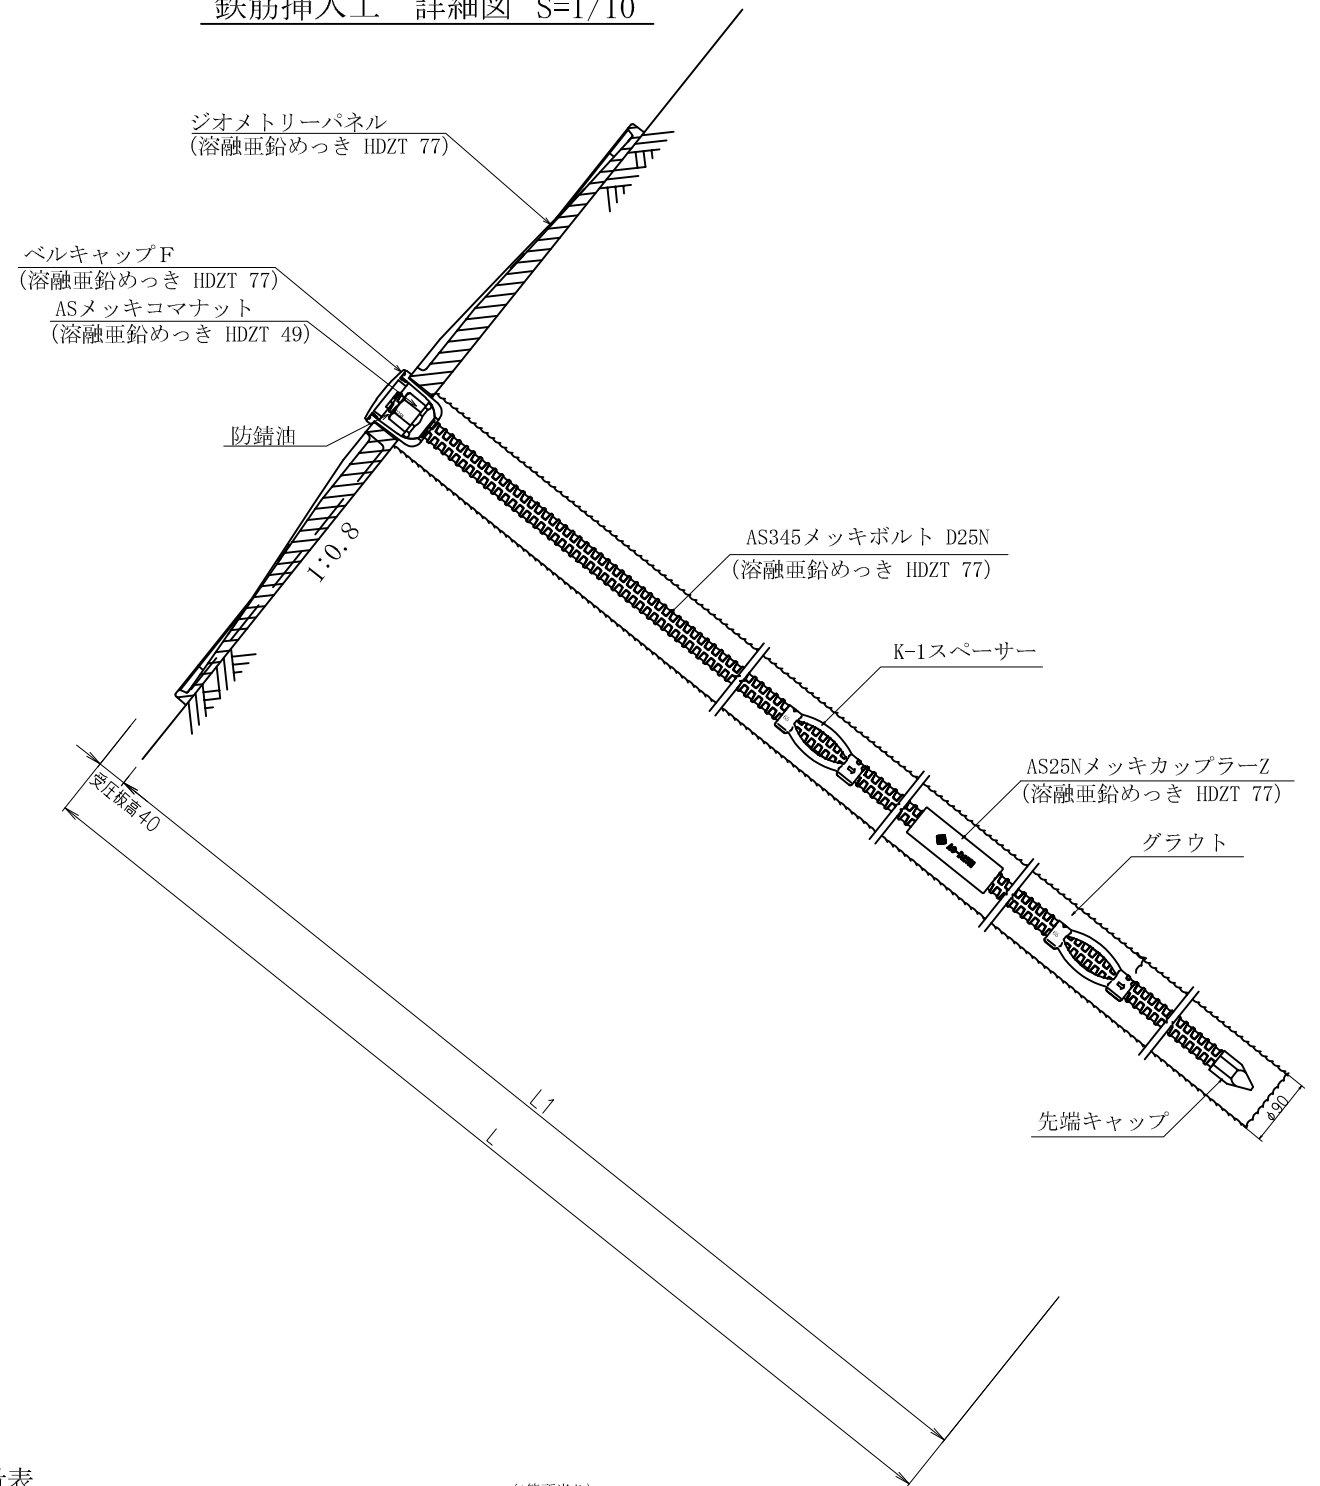 鉄筋挿入工　詳細図 S=1/10
ジオメトリーパネル
(溶融亜鉛めっき HDZT 77)
ベルキャップＦ
(溶融亜鉛めっき HDZT 77)
ASメッキコマナット
(溶融亜鉛めっき HDZT 49)
防錆油
1:0.8
AS345メッキボルト D25N
(溶融亜鉛めっき HDZT 77)
K-1スペーサー
AS25NメッキカップラーZ
(溶融亜鉛めっき HDZT 77)
グラウト
受圧板高40
L1
L
先端キャップ
φ90
表